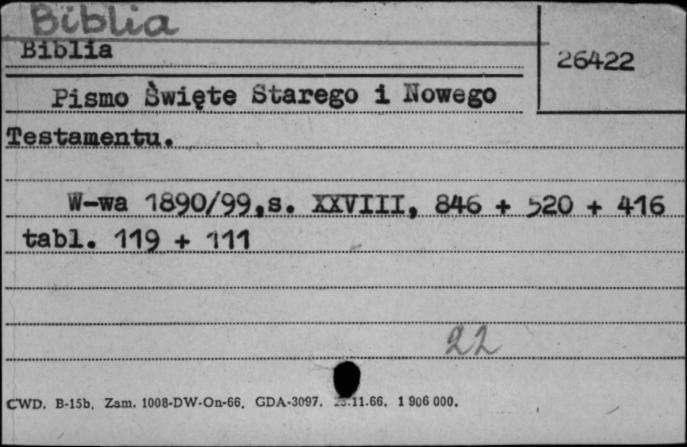 Biblia
Biblia
26422
Pismo Święte Starego i Nowego
Testamentu.
W-wa 1890/99,s. XXVIII, 846 + 520 + 416
tabl. 119 + 111
22
CWD. B-15b. Zam. 1008-DW-On-66. GDA-3097. .11.66. 1 906 000.